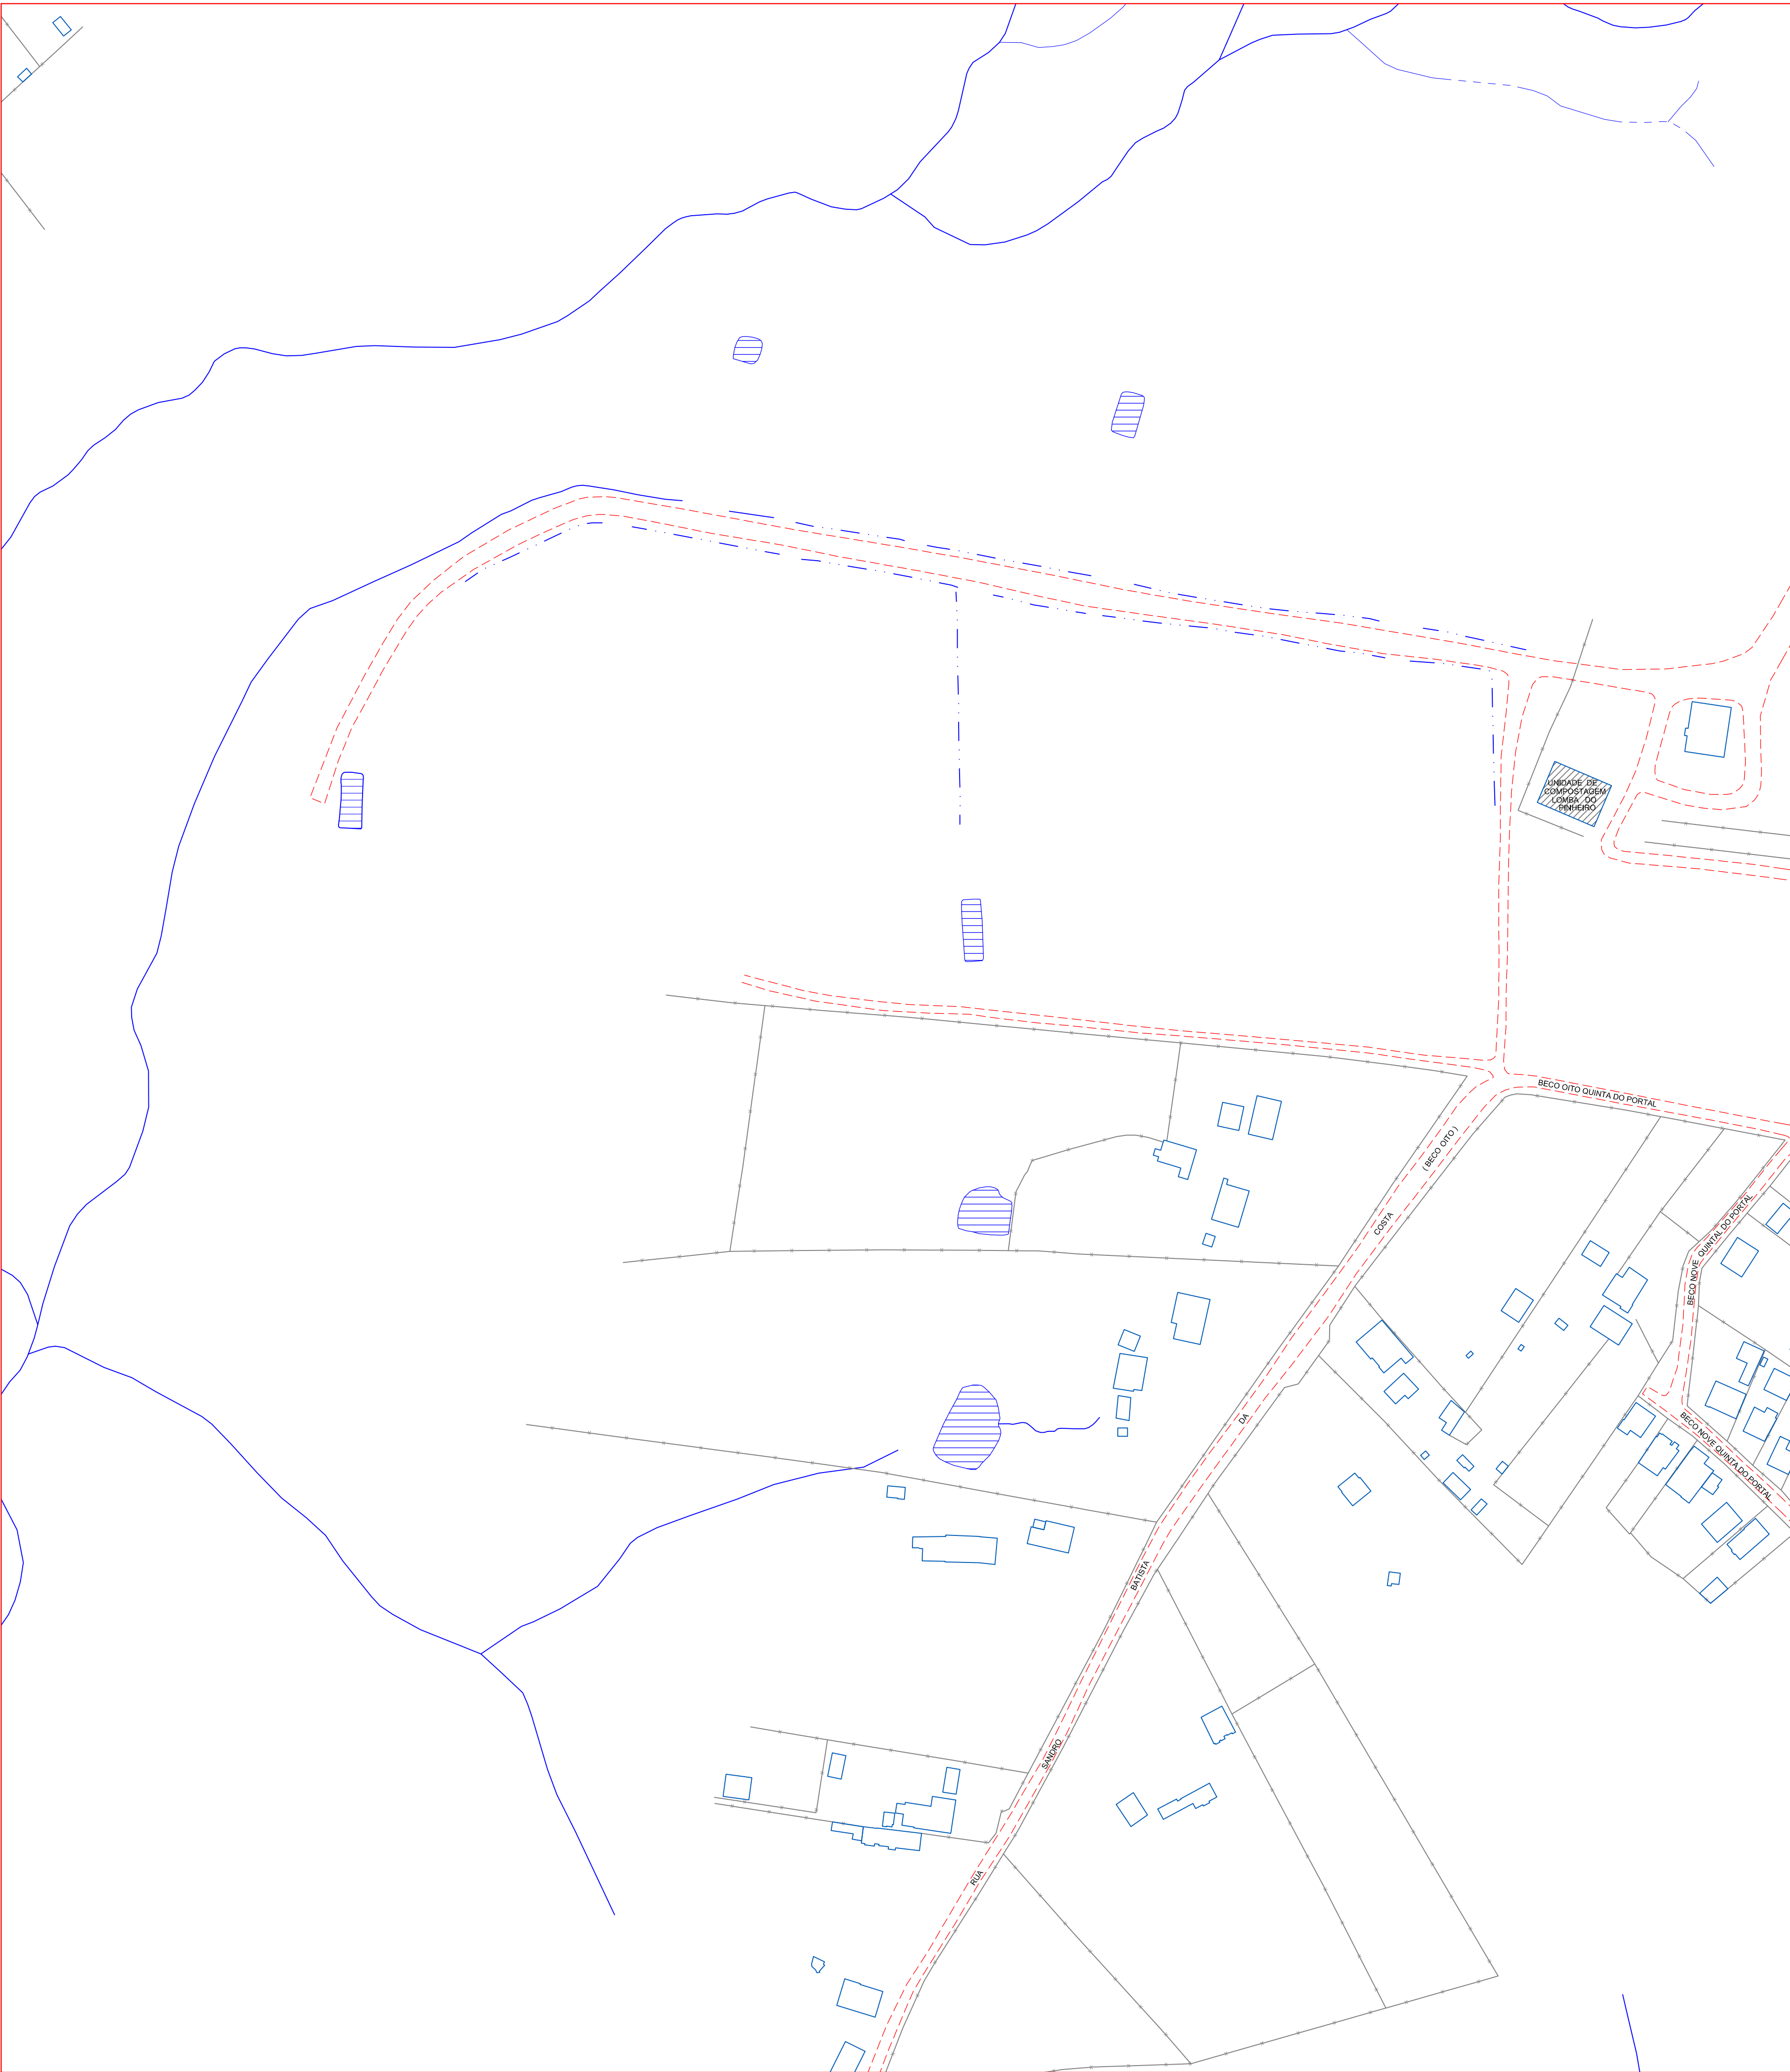 UNIDADE DE
COMPOSTAGEM
LOMBA DO
PINHEIRO
BECO OITO QUINTA DO PORTAL
( BECO OITO )
BECO NOVE QUINTAL DO PORTAL
BECO NOVE QUINTA DO PORTAL
RUA SANDRO BATISTA DA COSTA